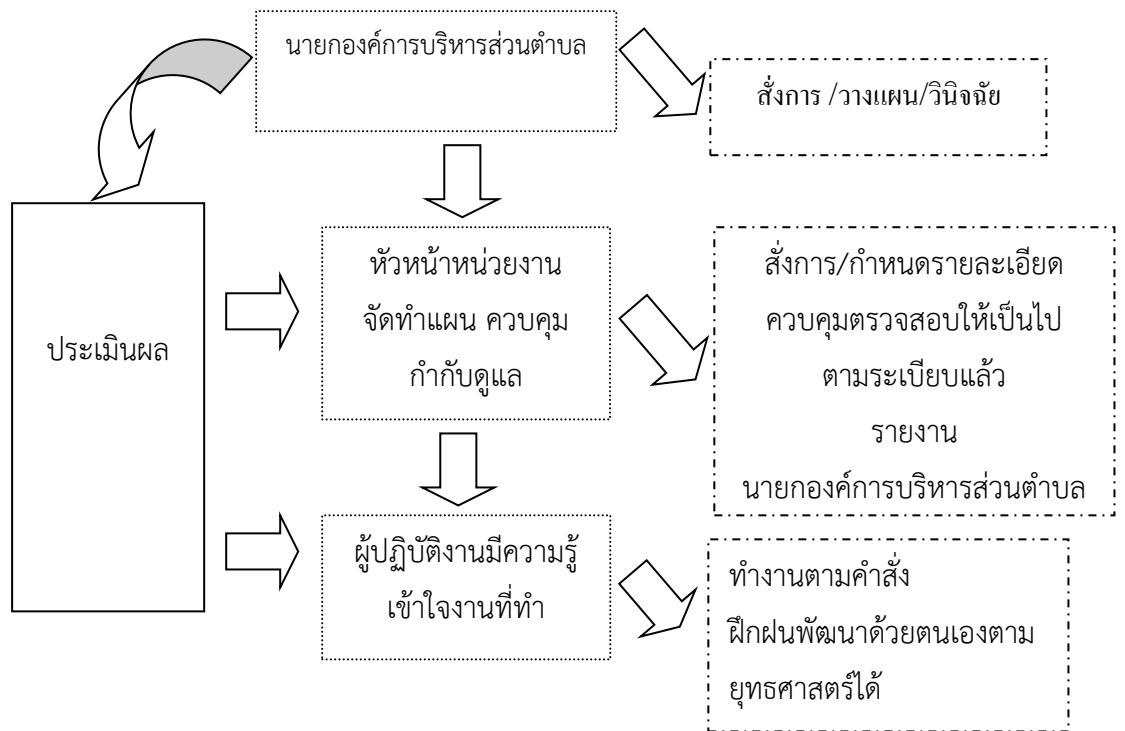 นายกองค์การบริหารส่วนตำบล
สั่งการ /วางแผน/วินิจฉัย
ประเมินผล
หัวหน้าหน่วยงาน
จัดทำแผน ควบคุม
กำกับดูแล
สั่งการ/กำหนดรายละเอียด
ควบคุมตรวจสอบให้เป็นไป
ตามระเบียบแล้ว
รายงาน
นายกองค์การบริหารส่วนตำบล
ผู้ปฏิบัติงานมีความรู้
เข้าใจงานที่ทำ
ทำงานตามคำสั่ง
ฝึกฝนพัฒนาด้วยตนเองตาม
ยุทธศาสตร์ได้